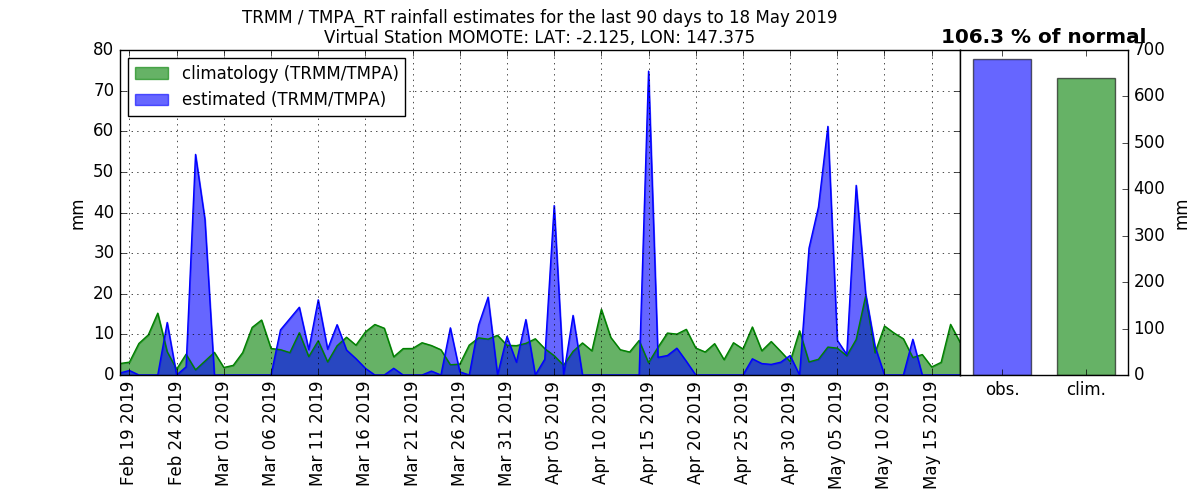 TRMM / TMPA_RT rainfall estimates for the last 90 days to 18 May 2019
Virtual Station MOMOTE: LAT: -2.125, LON: 147.375
106.3 % of normal
climatology (TRMM/TMPA)
estimated (TRMM/TMPA)
mm
80
70
60
50
40
30
20
10
0
Feb 19 2019
Feb 24 2019
Mar 01 2019
Mar 06 2019
Mar 11 2019
Mar 16 2019
Mar 21 2019
Mar 26 2019
Mar 31 2019
Apr 05 2019
Apr 10 2019
Apr 15 2019
Apr 20 2019
Apr 25 2019
Apr 30 2019
May 05 2019
May 10 2019
May 15 2019
obs.
clim.
700
600
500
400
300
200
100
0
mm